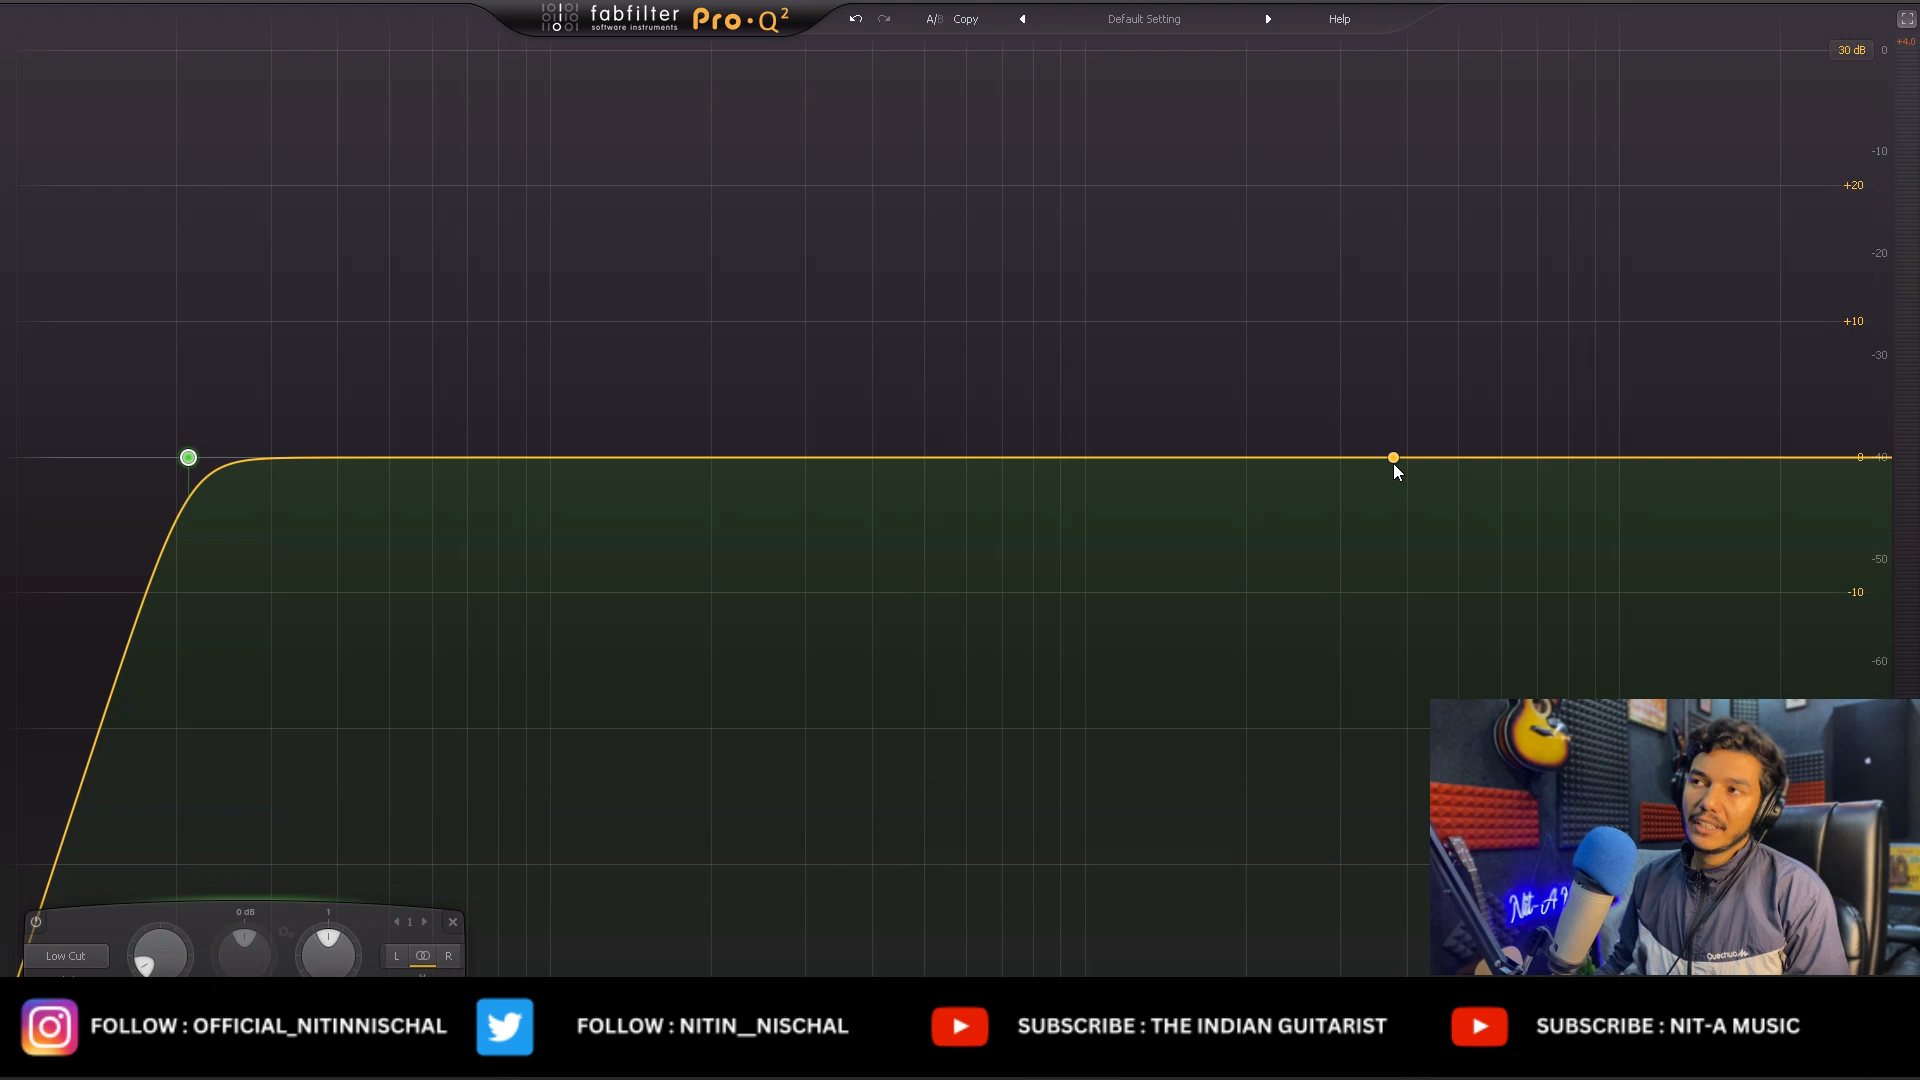 fabfilter
software instruments
Pro·Q²
A/B Copy
Default Setting
Help
30 dB
0
+4.0
-10
+20
-20
+10
-30
0
-40
-50
-10
-60
0 dB
1
1
Low Cut
L
R
Nit-A
Quechua
FOLLOW : OFFICIAL_NITINNISCHAL
FOLLOW : NITIN__NISCHAL
SUBSCRIBE : THE INDIAN GUITARIST
SUBSCRIBE : NIT-A MUSIC